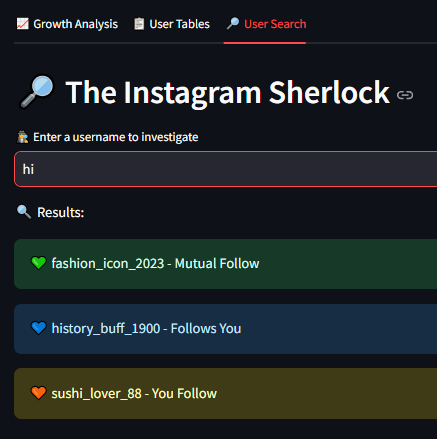 Growth Analysis User Tables User Search
The Instagram Sherlock
Enter a username to investigate
hi
Results:
fashion_icon_2023 - Mutual Follow
history_buff_1900 - Follows You
sushi_lover_88 - You Follow